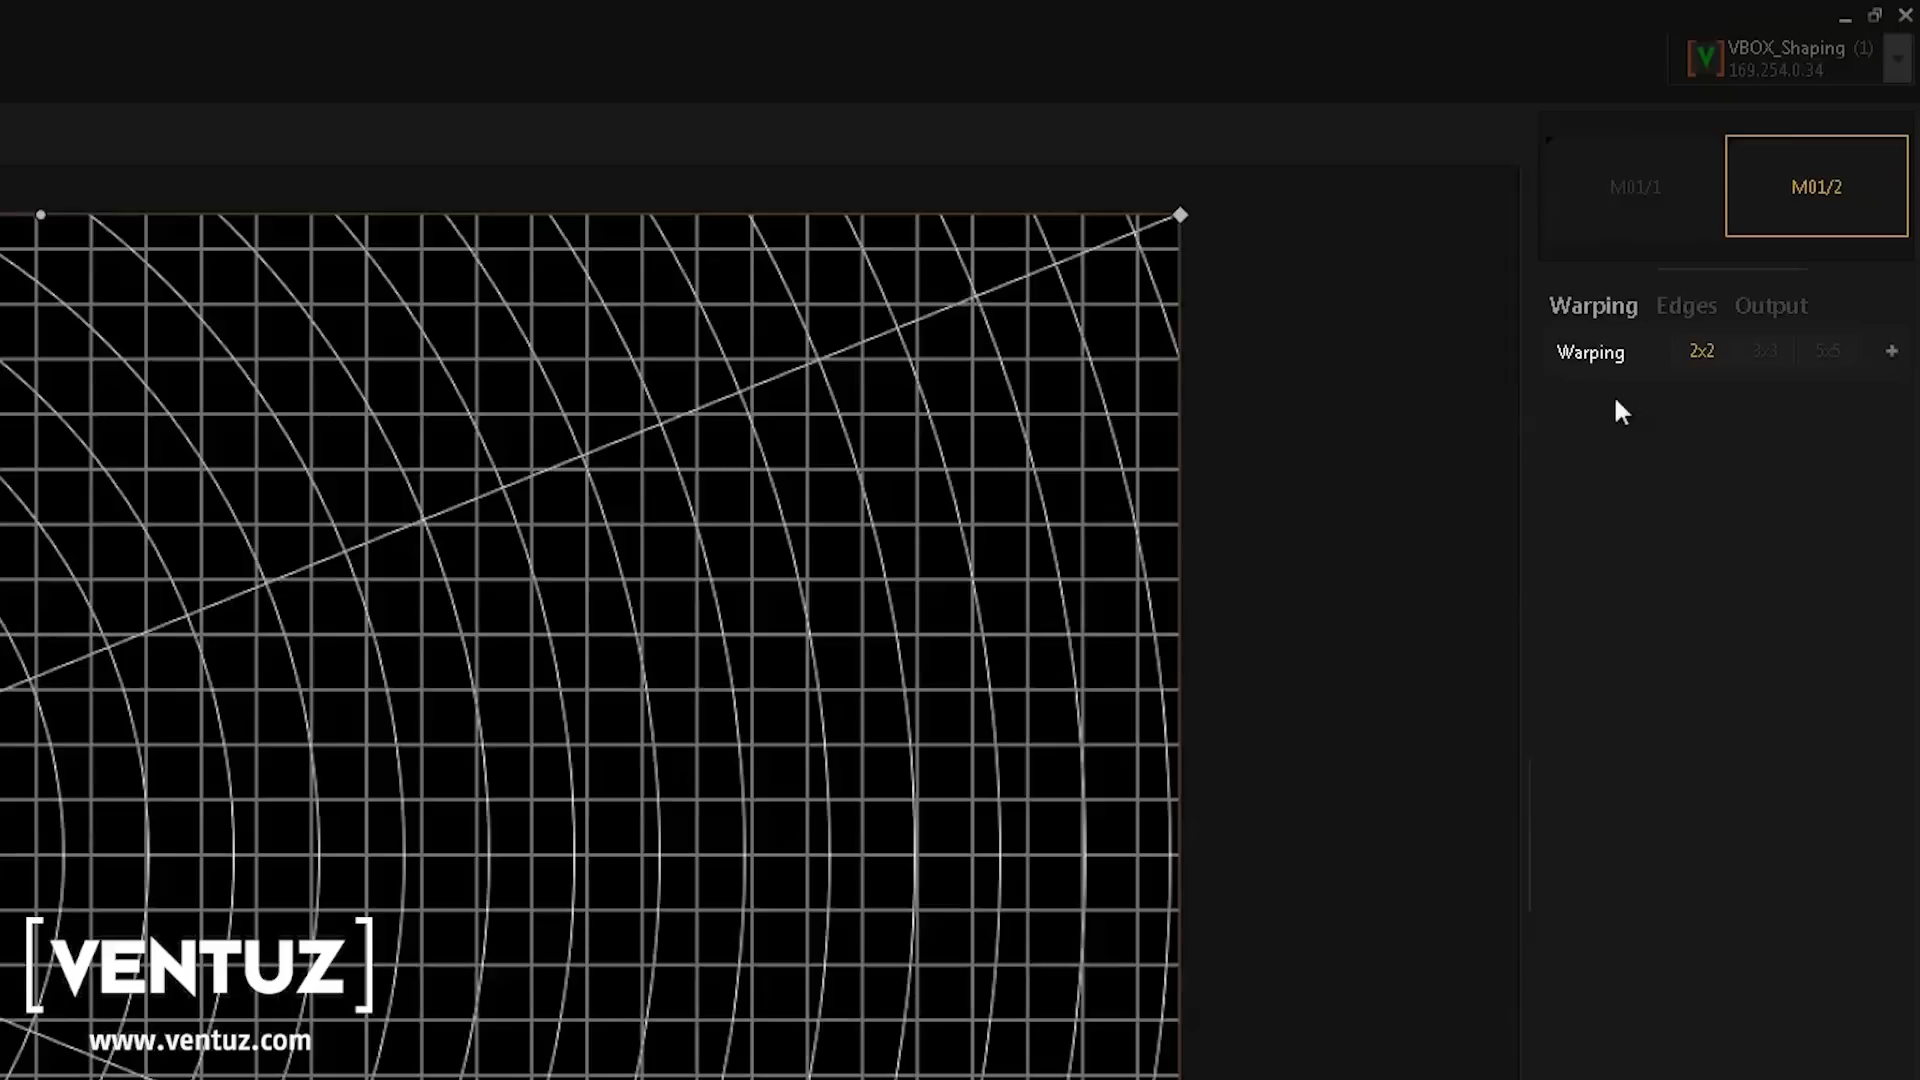 VBOX_Shaping (1)
169.254.0.34
M01/1 M01/2
Warping Edges Output
Warping 2x2 3x3 5x5 +
[VENTUZ]
www.ventuz.com